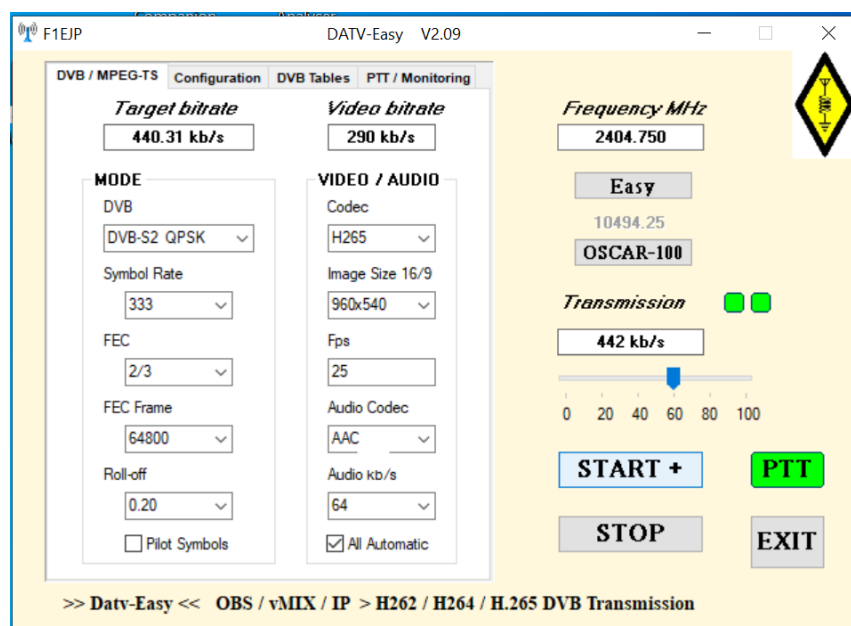 Companion Analyser
F1EJP DATV-Easy V2.09
DVB / MPEG-TS Configuration DVB Tables PTT / Monitoring
Target bitrate Video bitrate Frequency MHz
440.31 kb/s 290 kb/s 2404.750
MODE VIDEO / AUDIO Easy
DVB Codec 10494.25
DVB-S2 QPSK H265 OSCAR-100
Symbol Rate Image Size 16/9
333 960x540 Transmission
FEC Fps 442 kb/s
2/3 25
FEC Frame Audio Codec 0 20 40 60 80 100
64800 AAC
Roll-off Audio kb/s START + PTT
0.20 64
Pilot Symbols All Automatic STOP EXIT
>> Datv-Easy << OBS / vMIX / IP > H262 / H264 / H.265 DVB Transmission